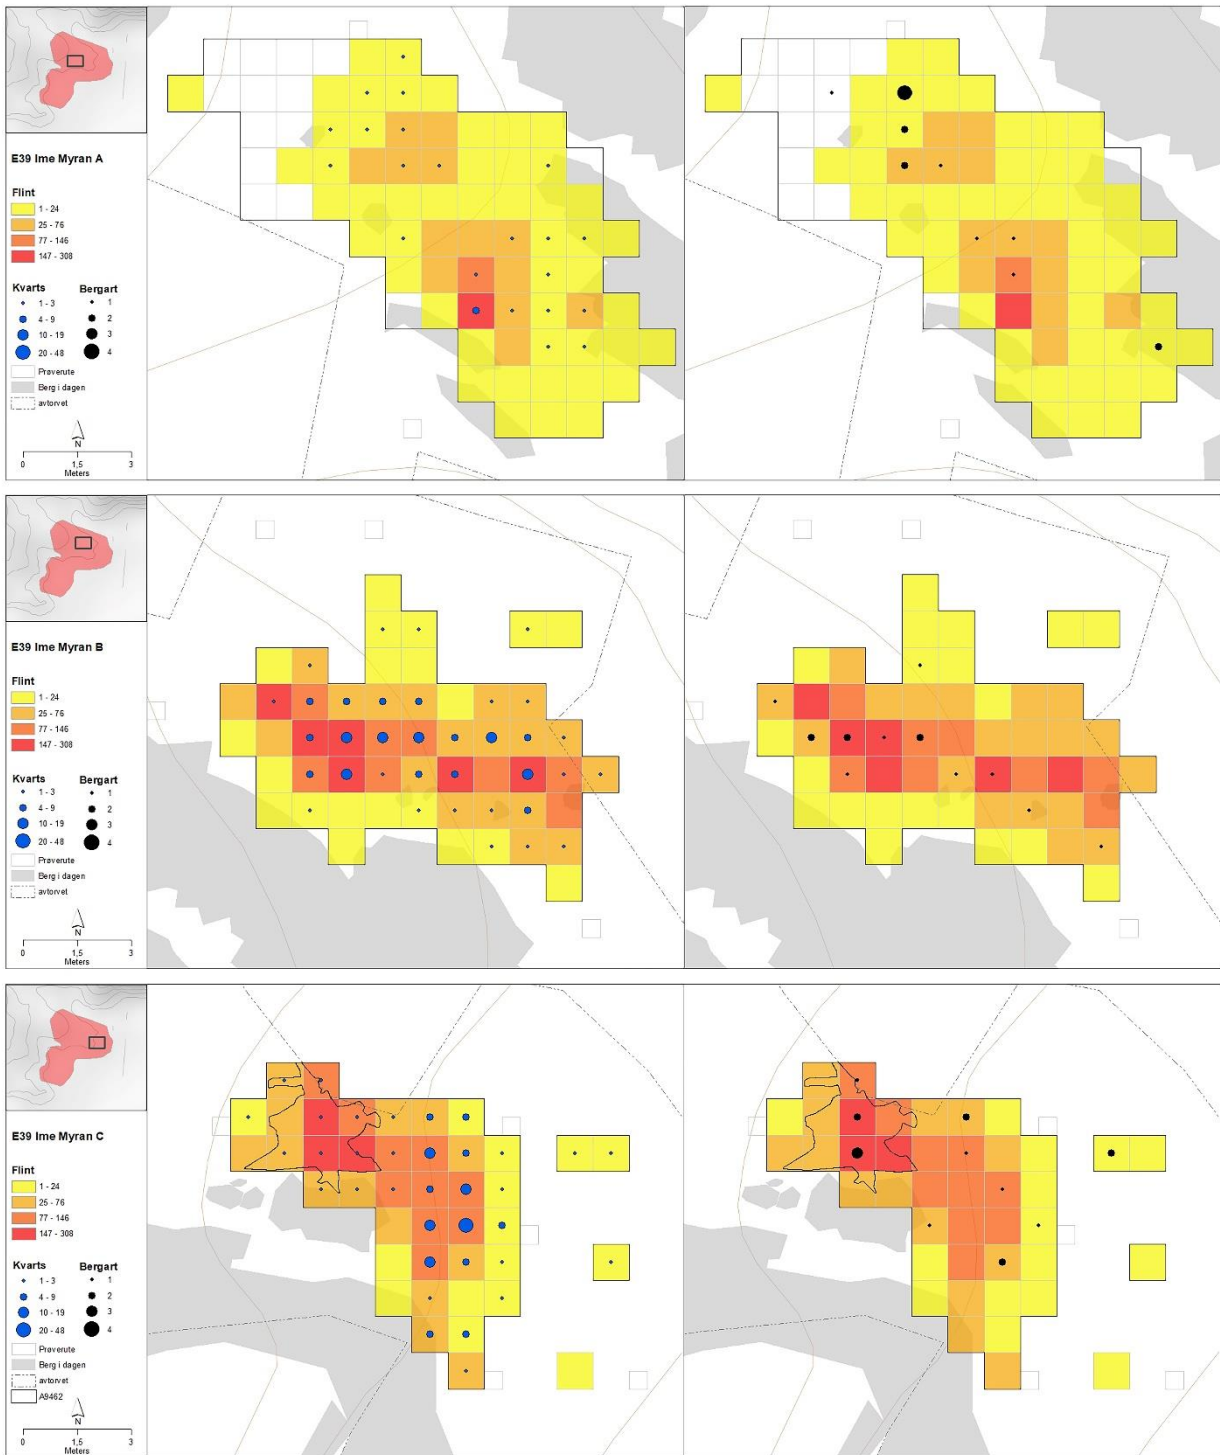 E39 Ime Myran A
Flint
1 - 24
25 - 76
77 - 146
147 - 308
Kvarts Bergart
1 - 3 1
4 - 9 2
10 - 19 3
20 - 48 4
Prøverute
Berg i dagen
avtorvet
N
0 1,5 3
Meters
E39 Ime Myran B
Flint
1 - 24
25 - 76
77 - 146
147 - 308
Kvarts Bergart
1 - 3 1
4 - 9 2
10 - 19 3
20 - 48 4
Prøverute
Berg i dagen
avtorvet
N
0 1,5 3
Meters
E39 Ime Myran C
Flint
1 - 24
25 - 76
77 - 146
147 - 308
Kvarts Bergart
1 - 3 1
4 - 9 2
10 - 19 3
20 - 48 4
Prøverute
Berg i dagen
avtorvet
A9462
N
0 1,5 3
Meters